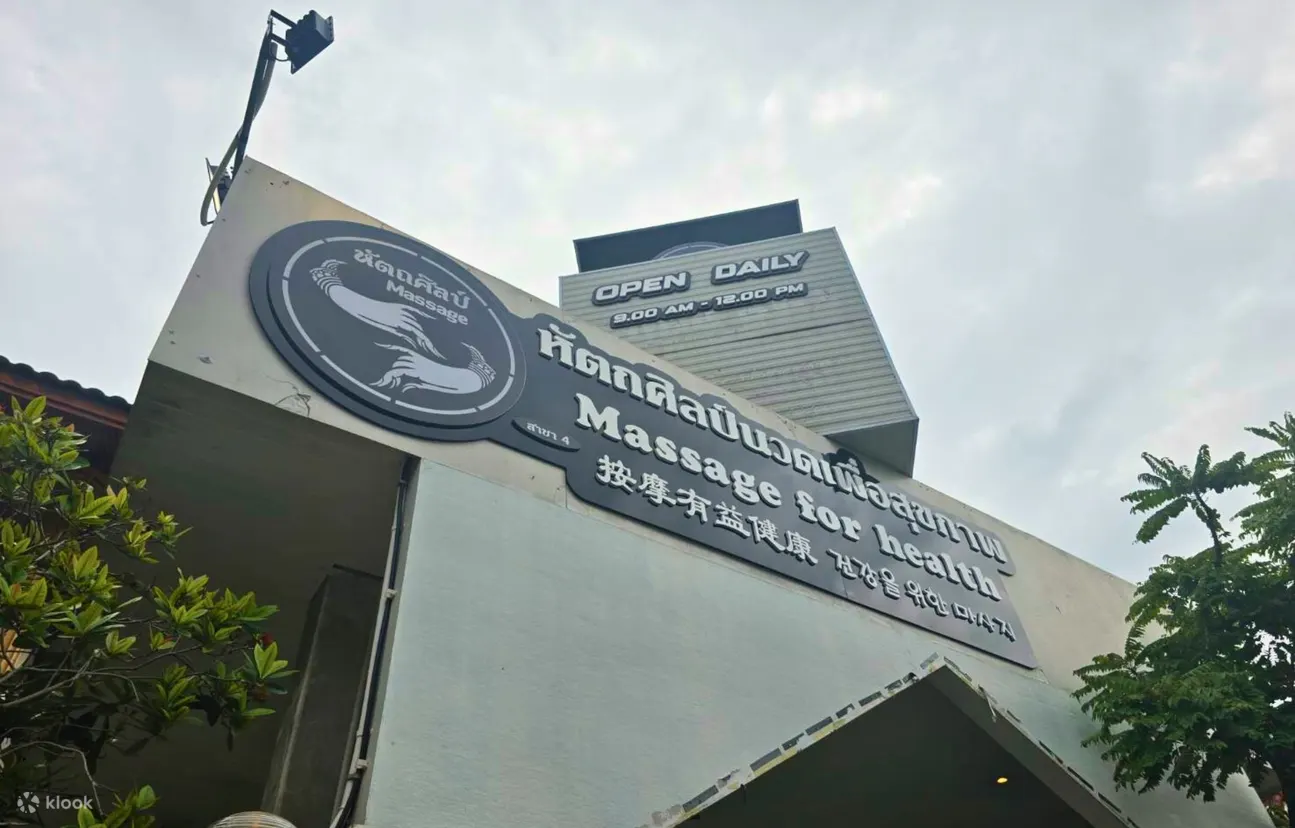 OPEN DAILY
9.00 AM - 12.00 PM
หัตถศิลป์
Massage
สาขา 4
หัตถศิลป์นวดเพื่อสุขภาพ
Massage for health
按摩有益健康 건강을 위한 마사지
klook